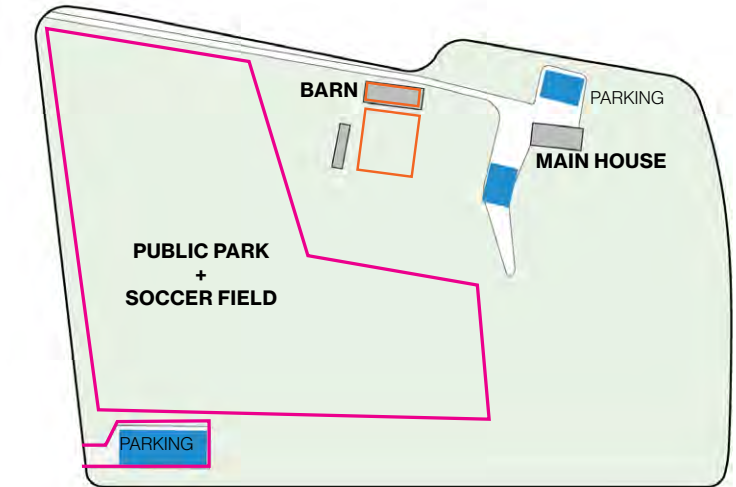 BARN
PARKING
MAIN HOUSE
PUBLIC PARK
+
SOCCER FIELD
PARKING